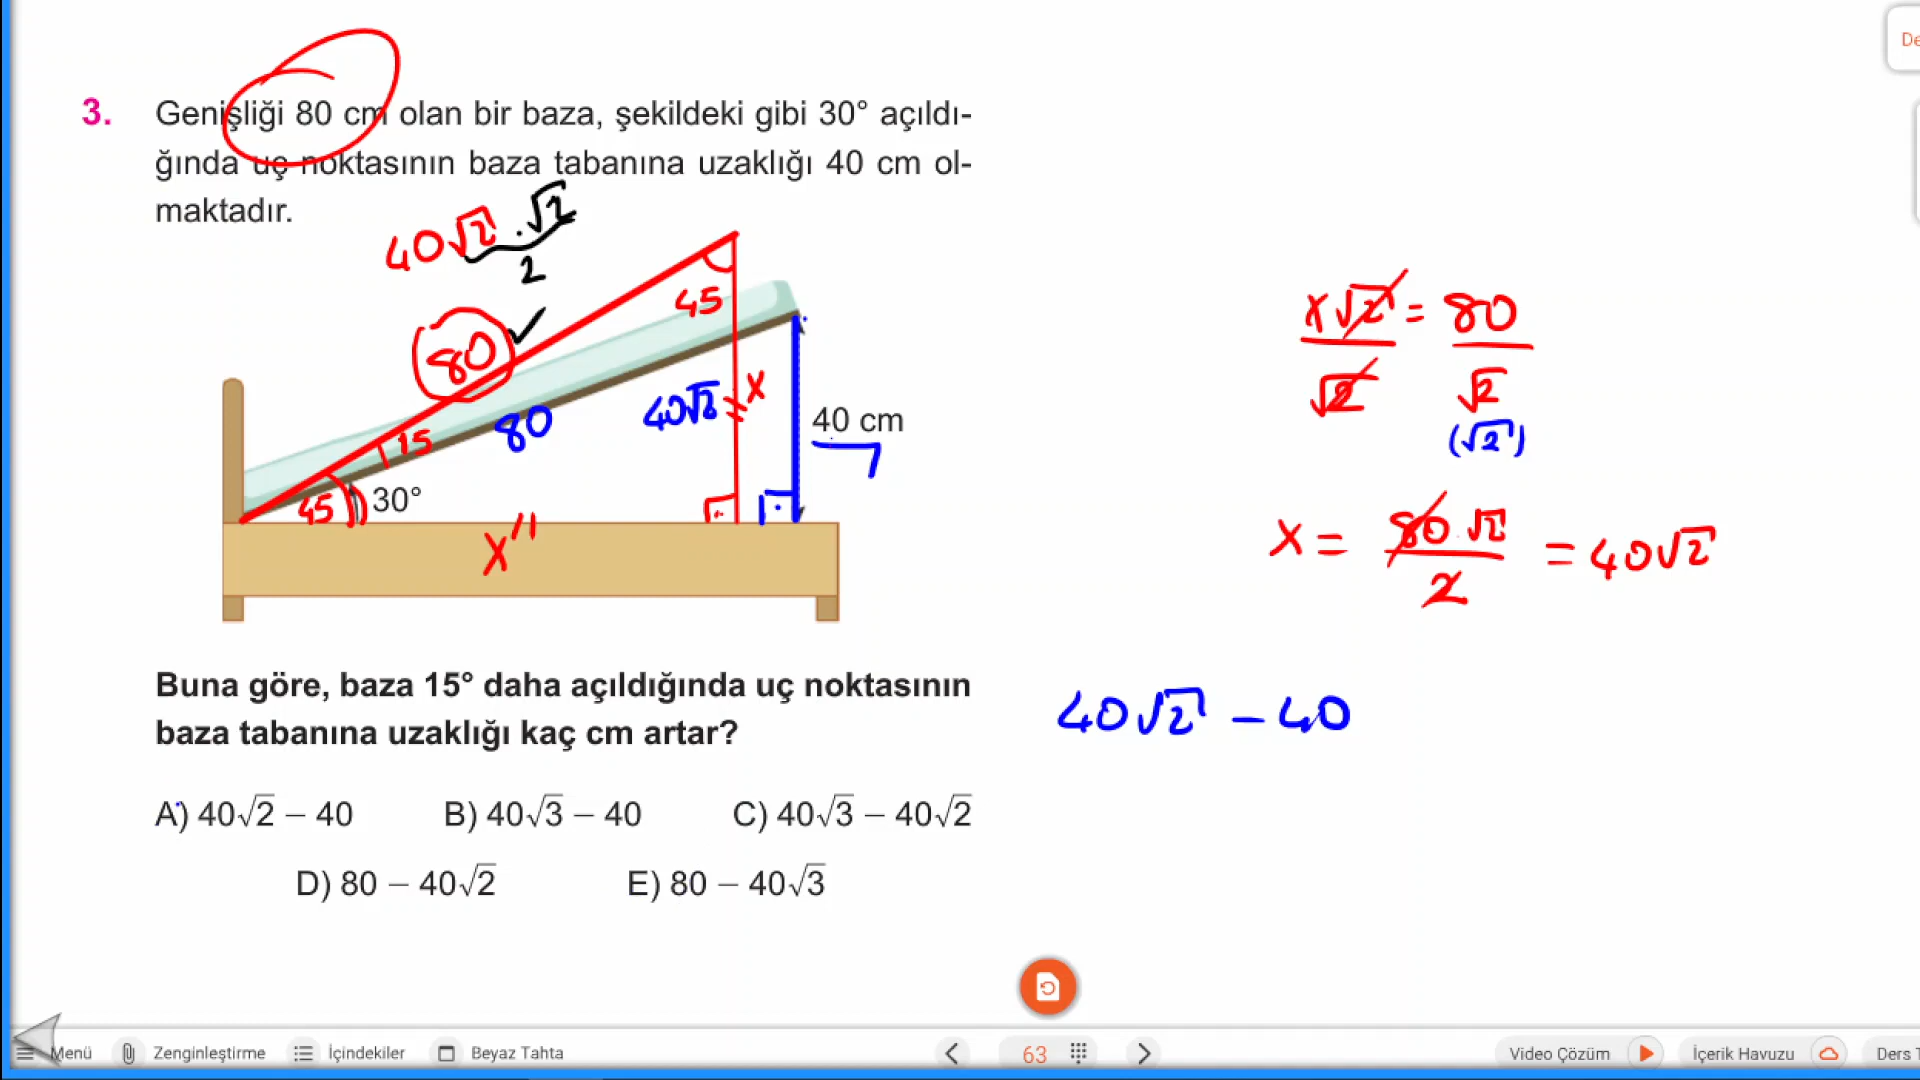 De
3. Genişliği 80 cm olan bir baza, şekildeki gibi 30° açıldı-
ğında uç noktasının baza tabanına uzaklığı 40 cm ol-
maktadır.
40√2 · √2
2
45
80
80
15
45
30°
40√2
x
40 cm
x
x√2 = 80
√2 √2
(√2)
x = 80·√2 = 40√2
2
Buna göre, baza 15° daha açıldığında uç noktasının
baza tabanına uzaklığı kaç cm artar?
40√2 – 40
A) 40√2 – 40 B) 40√3 – 40 C) 40√3 – 40√2
D) 80 – 40√2 E) 80 – 40√3
Menü Zenginleştirme İçindekiler Beyaz Tahta 63 Video Çözüm İçerik Havuzu Ders